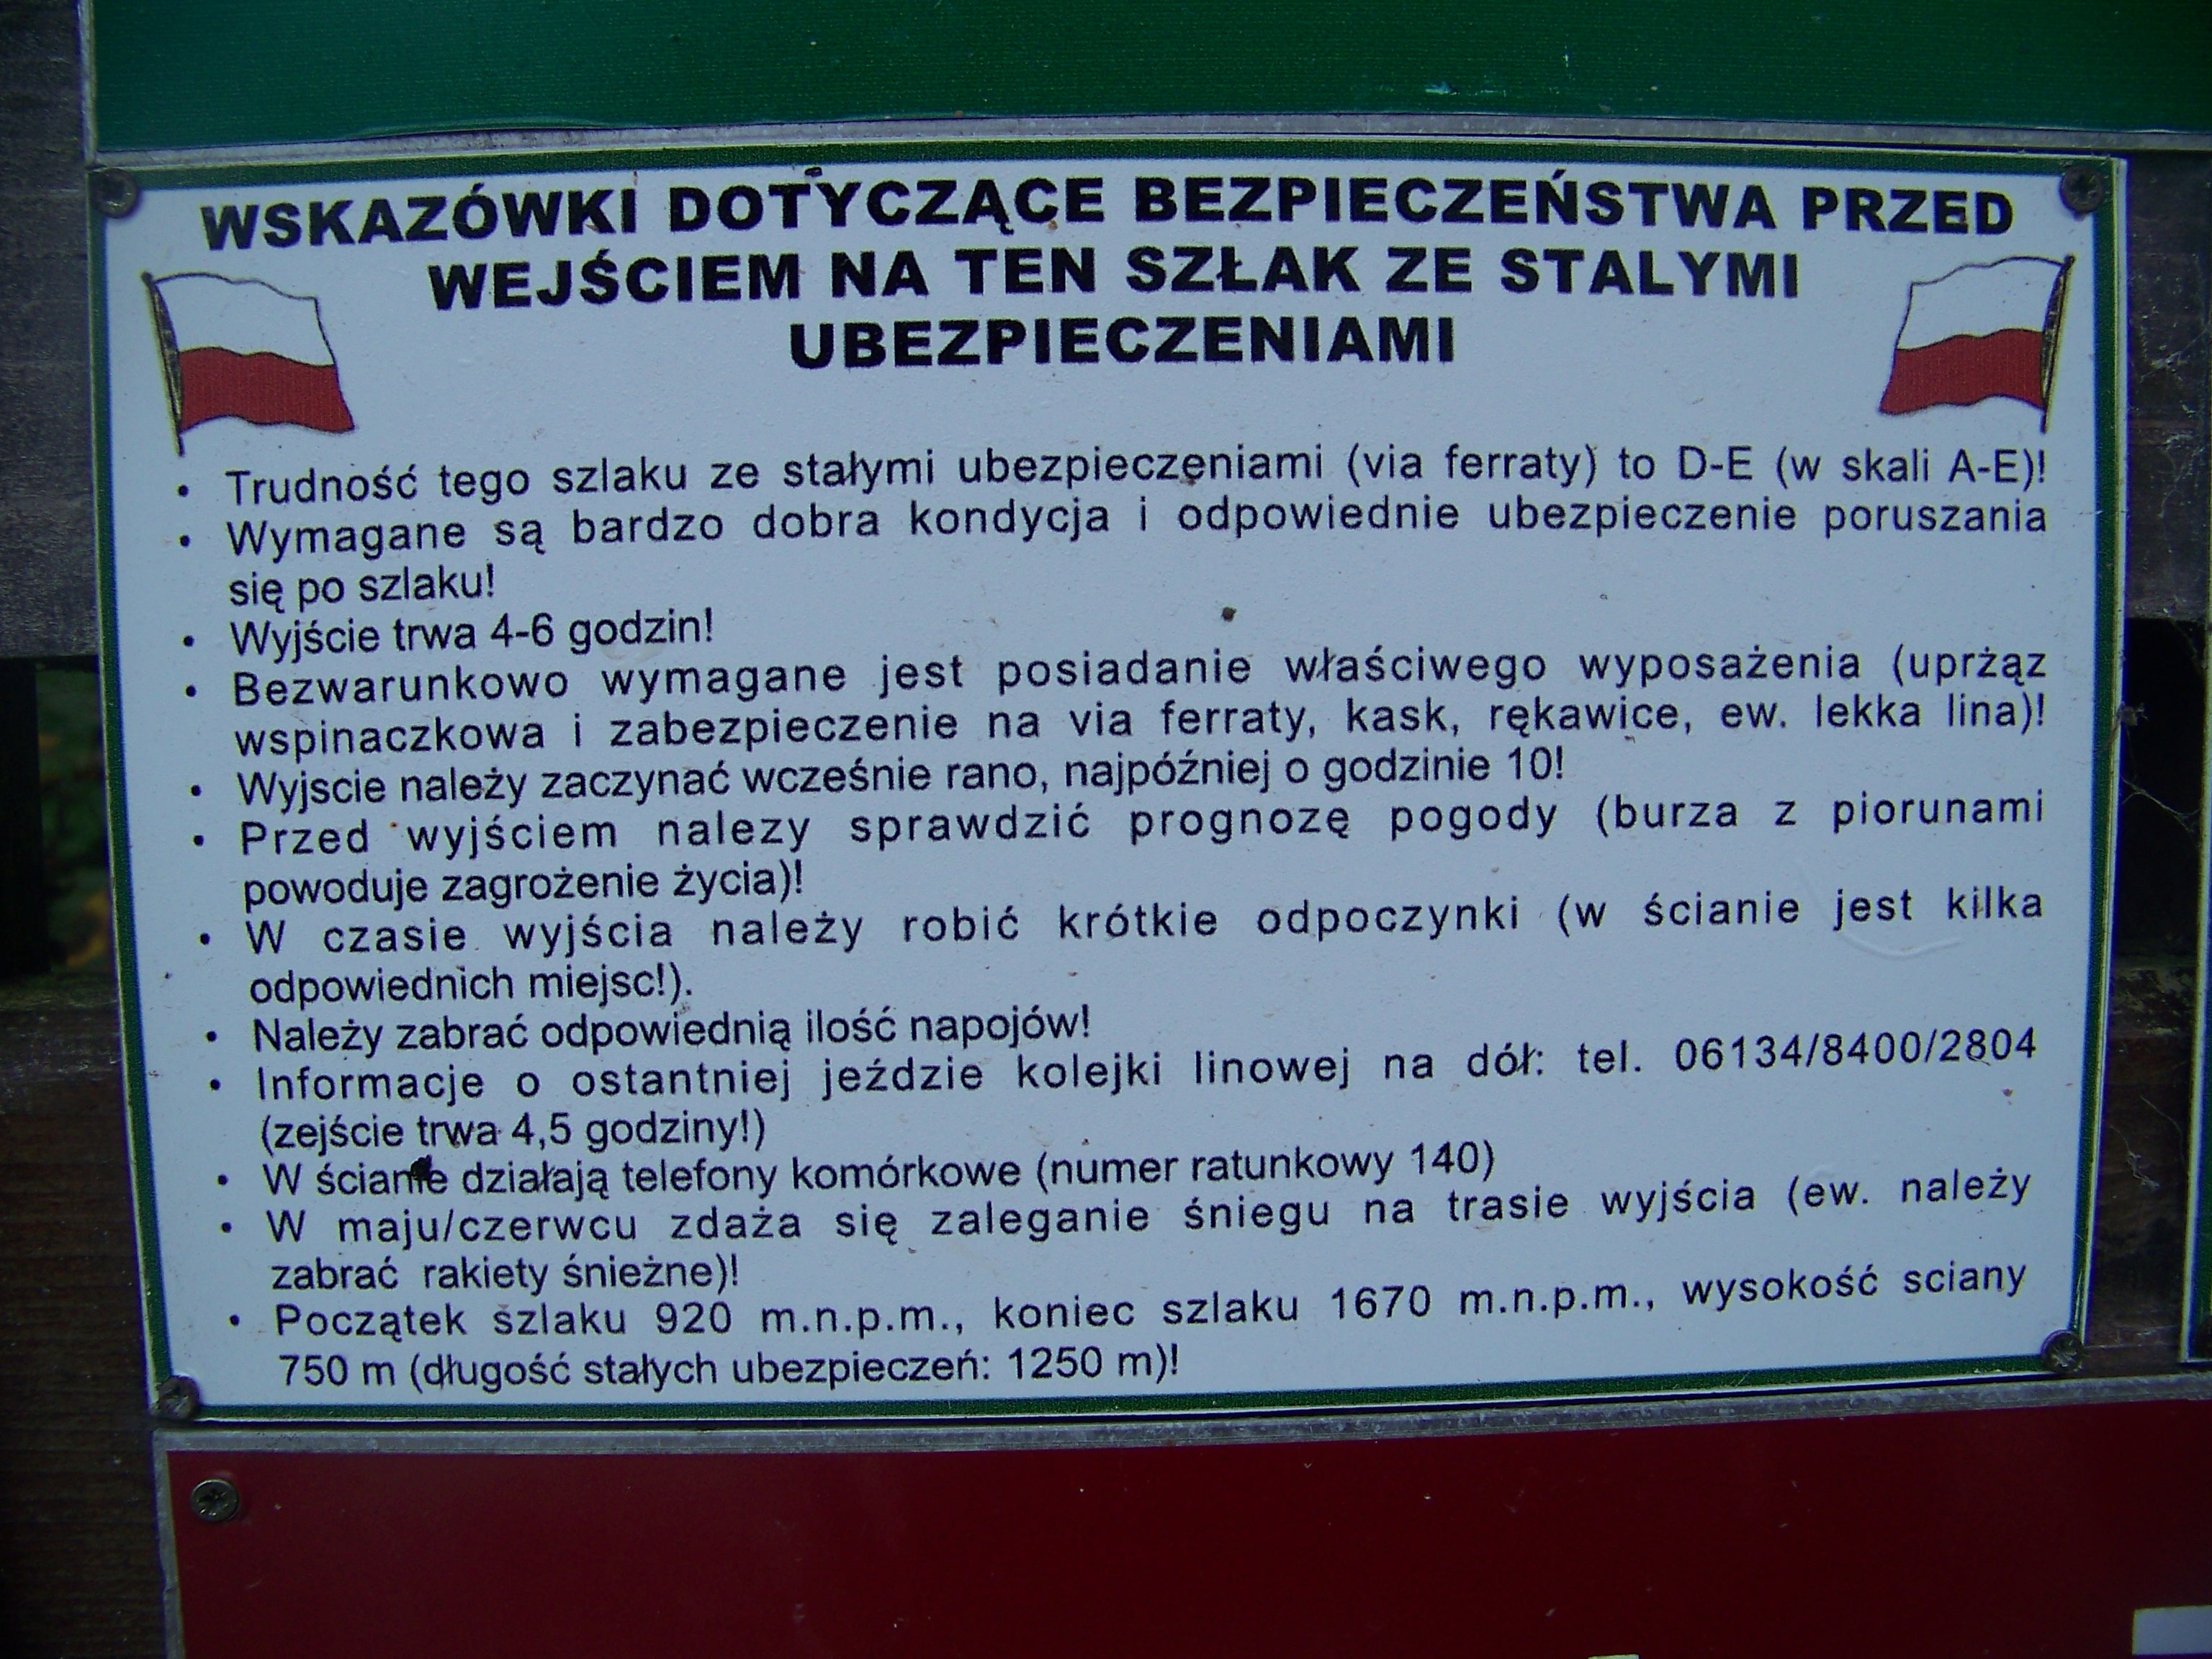 WSKAZÓWKI DOTYCZĄCE BEZPIECZEŃSTWA PRZED
WEJŚCIEM NA TEN SZŁAK ZE STALYMI
UBEZPIECZENIAMI
• Trudność tego szlaku ze stałymi ubezpieczeniami (via ferraty) to D-E (w skali A-E)!
• Wymagane są bardzo dobra kondycja i odpowiednie ubezpieczenie poruszania
się po szlaku!
• Wyjście trwa 4-6 godzin!
• Bezwarunkowo wymagane jest posiadanie właściwego wyposażenia (uprżąz
wspinaczkowa i zabezpieczenie na via ferraty, kask, rękawice, ew. lekka lina)!
• Wyjscie należy zaczynać wcześnie rano, najpóźniej o godzinie 10!
• Przed wyjściem nalezy sprawdzić prognozę pogody (burza z piorunami
powoduje zagrożenie życia)!
• W czasie wyjścia należy robić krótkie odpoczynki (w ścianie jest kilka
odpowiednich miejsc!).
• Należy zabrać odpowiednią ilość napojów!
• Informacje o ostantniej jeździe kolejki linowej na dół: tel. 06134/8400/2804
(zejście trwa 4,5 godziny!)
• W ścianie działają telefony komórkowe (numer ratunkowy 140)
• W maju/czerwcu zdaża się zaleganie śniegu na trasie wyjścia (ew. należy
zabrać rakiety śnieżne)!
• Początek szlaku 920 m.n.p.m., koniec szlaku 1670 m.n.p.m., wysokość sciany
750 m (długość stałych ubezpieczeń: 1250 m)!